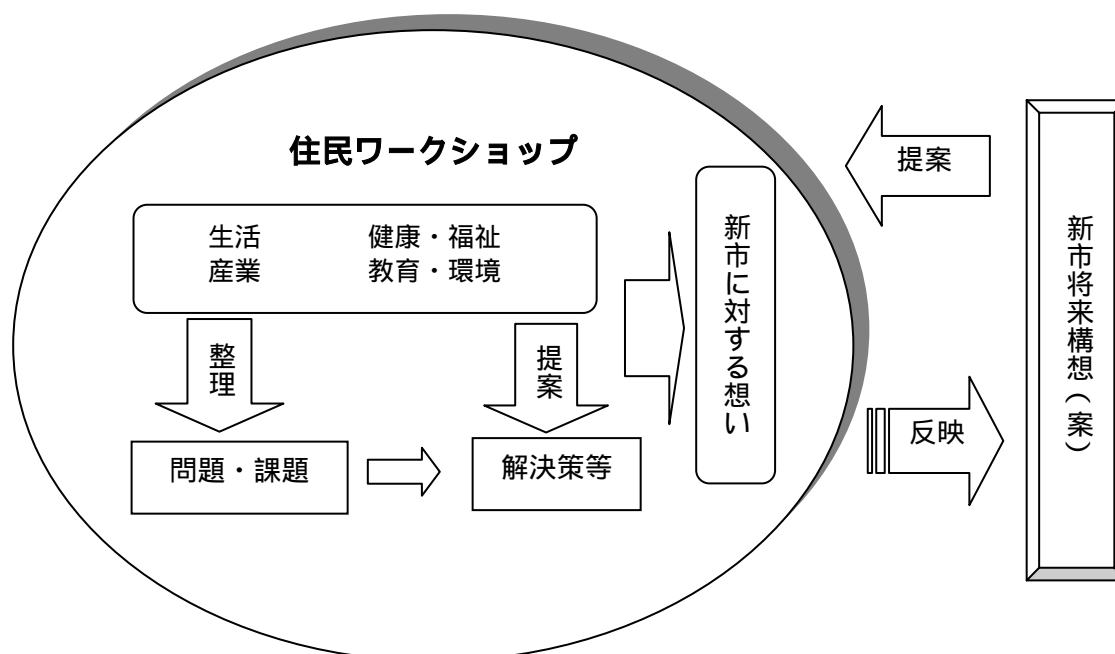 住民ワークショップ
生活　健康・福祉
産業　教育・環境
整理
提案
問題・課題
解決策等
新市に対する想い
提案
反映
新市将来構想（案）